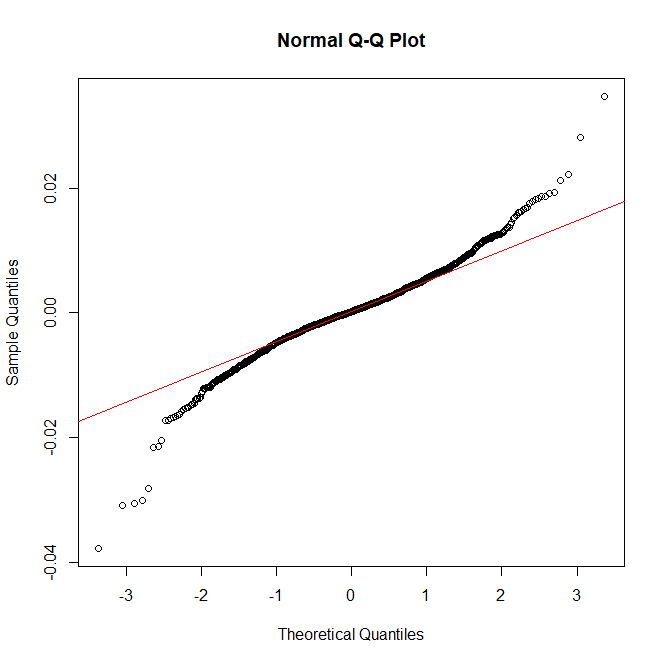 Normal Q-Q Plot
Sample Quantiles
0.02
0.00
-0.02
-0.04
-3 -2 -1 0 1 2 3
Theoretical Quantiles